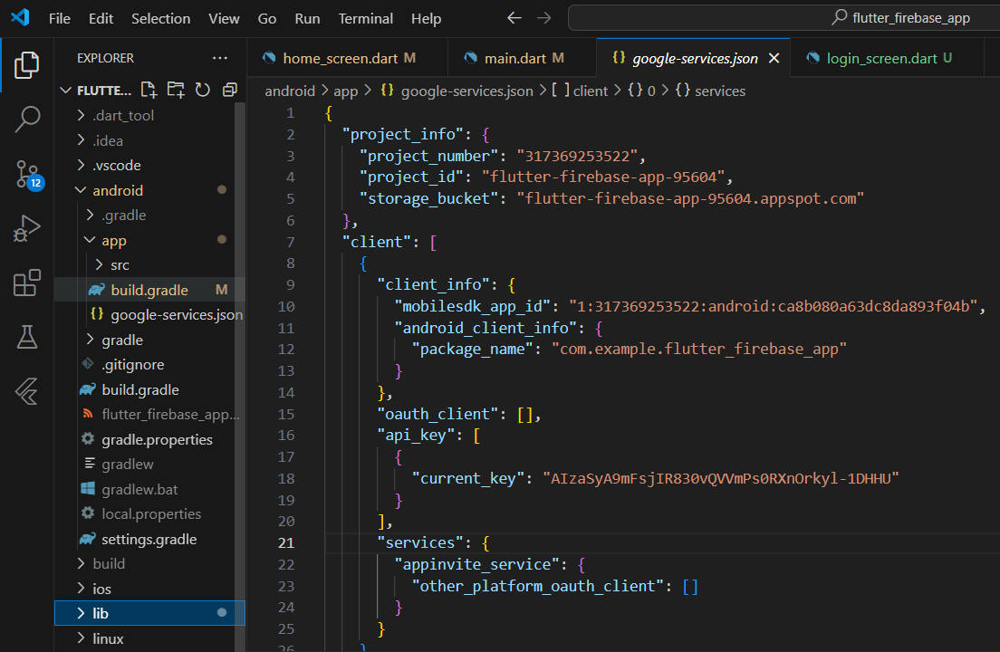 File Edit Selection View Go Run Terminal Help flutter_firebase_app
EXPLORER ...
home_screen.dart M main.dart M google-services.json login_screen.dart U
FLUTTE...
android > app > {} google-services.json > [ ] client > {} 0 > {} services
.dart_tool
.idea
.vscode
android
.gradle
app
src
build.gradle M
google-services.json
gradle
.gitignore
build.gradle
flutter_firebase_app...
gradle.properties
gradlew
gradlew.bat
local.properties
settings.gradle
build
ios
lib
linux
12
1 {
2 "project_info": {
3 "project_number": "317369253522",
4 "project_id": "flutter-firebase-app-95604",
5 "storage_bucket": "flutter-firebase-app-95604.appspot.com"
6 },
7 "client": [
8 {
9 "client_info": {
10 "mobilesdk_app_id": "1:317369253522:android:ca8b080a63dc8da893f04b",
11 "android_client_info": {
12 "package_name": "com.example.flutter_firebase_app"
13 }
14 },
15 "oauth_client": [],
16 "api_key": [
17 {
18 "current_key": "AIzaSyA9mFsjIR830vQVVmPs0RXnOrkyl-1DHHU"
19 }
20 ],
21 "services": {
22 "appinvite_service": {
23 "other_platform_oauth_client": []
24 }
25 }
26 }